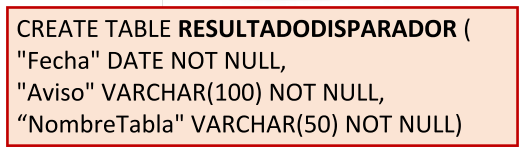 CREATE TABLE RESULTADODISPARADOR (
"Fecha" DATE NOT NULL,
"Aviso" VARCHAR(100) NOT NULL,
“NombreTabla" VARCHAR(50) NOT NULL)